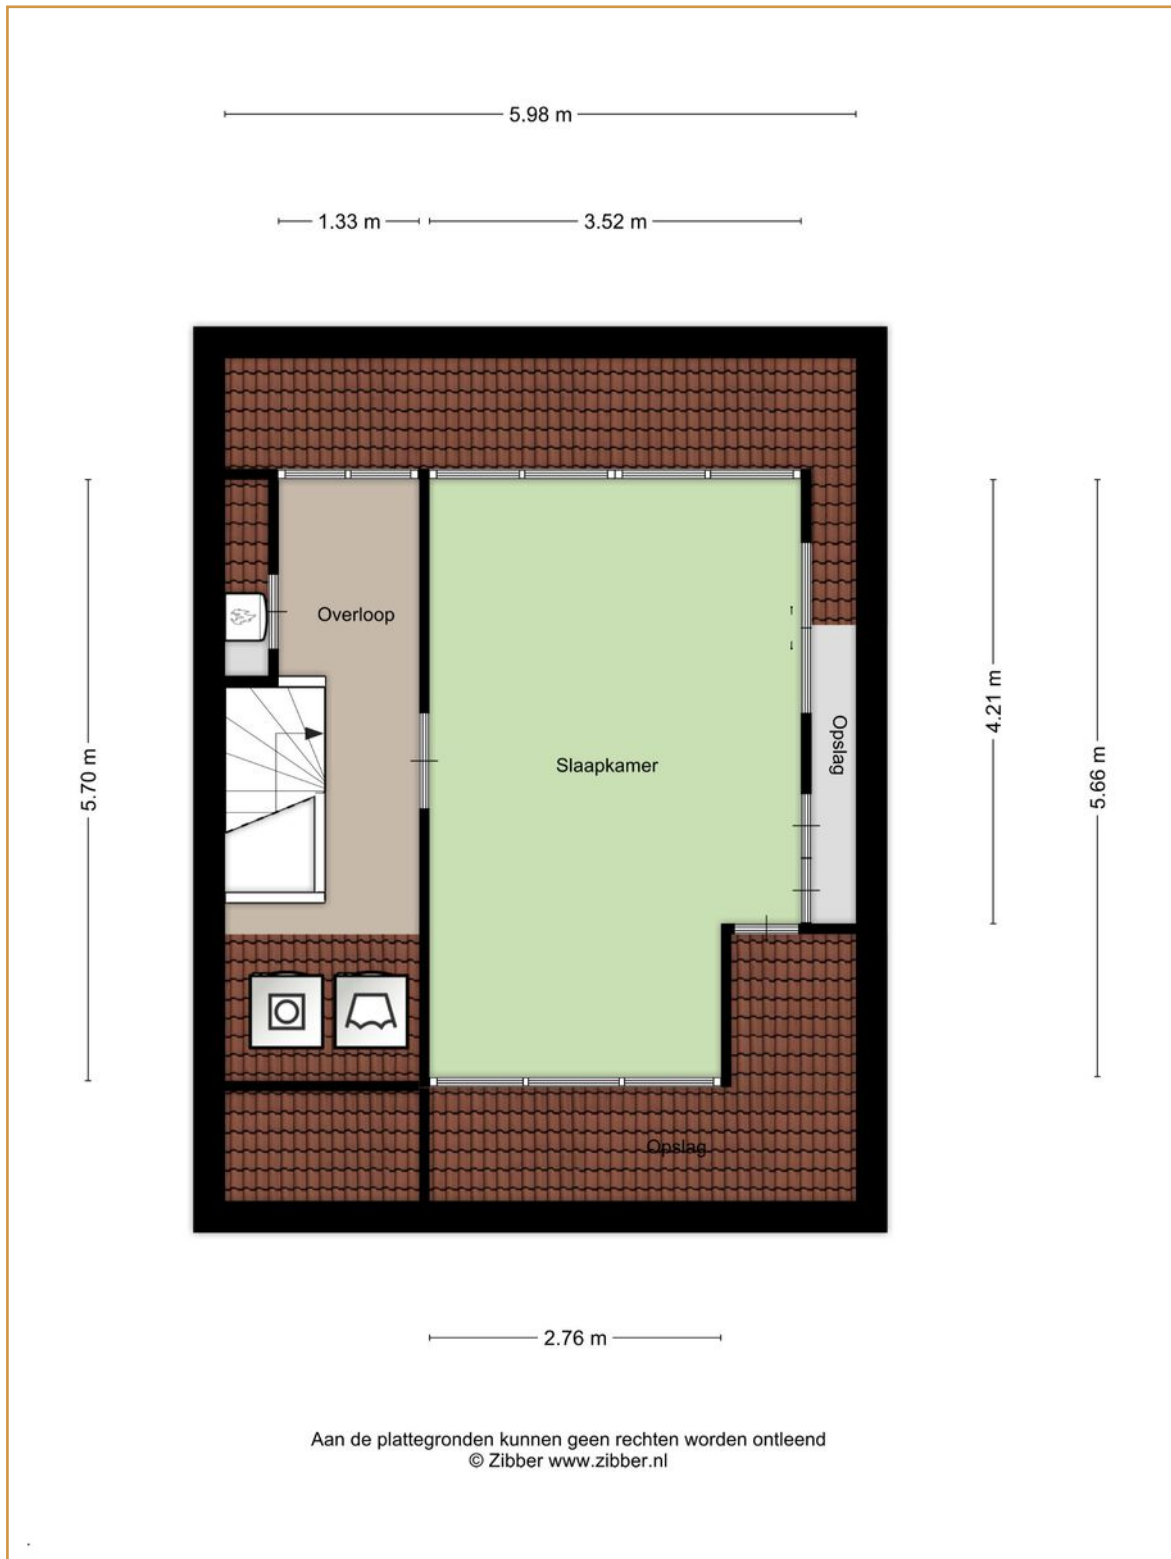 5.98 m
1.33 m
3.52 m
Overloop
4.21 m
Opslag
5.70 m
Slaapkamer
5.66 m
Opslag
2.76 m
Aan de plattegronden kunnen geen rechten worden ontleend
© Zibber www.zibber.nl
.